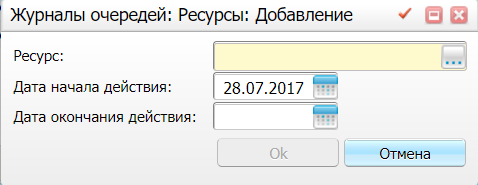 Журналы очередей: Ресурсы: Добавление
Ресурс:
...
Дата начала действия: 28.07.2017
Дата окончания действия:
Ok Отмена